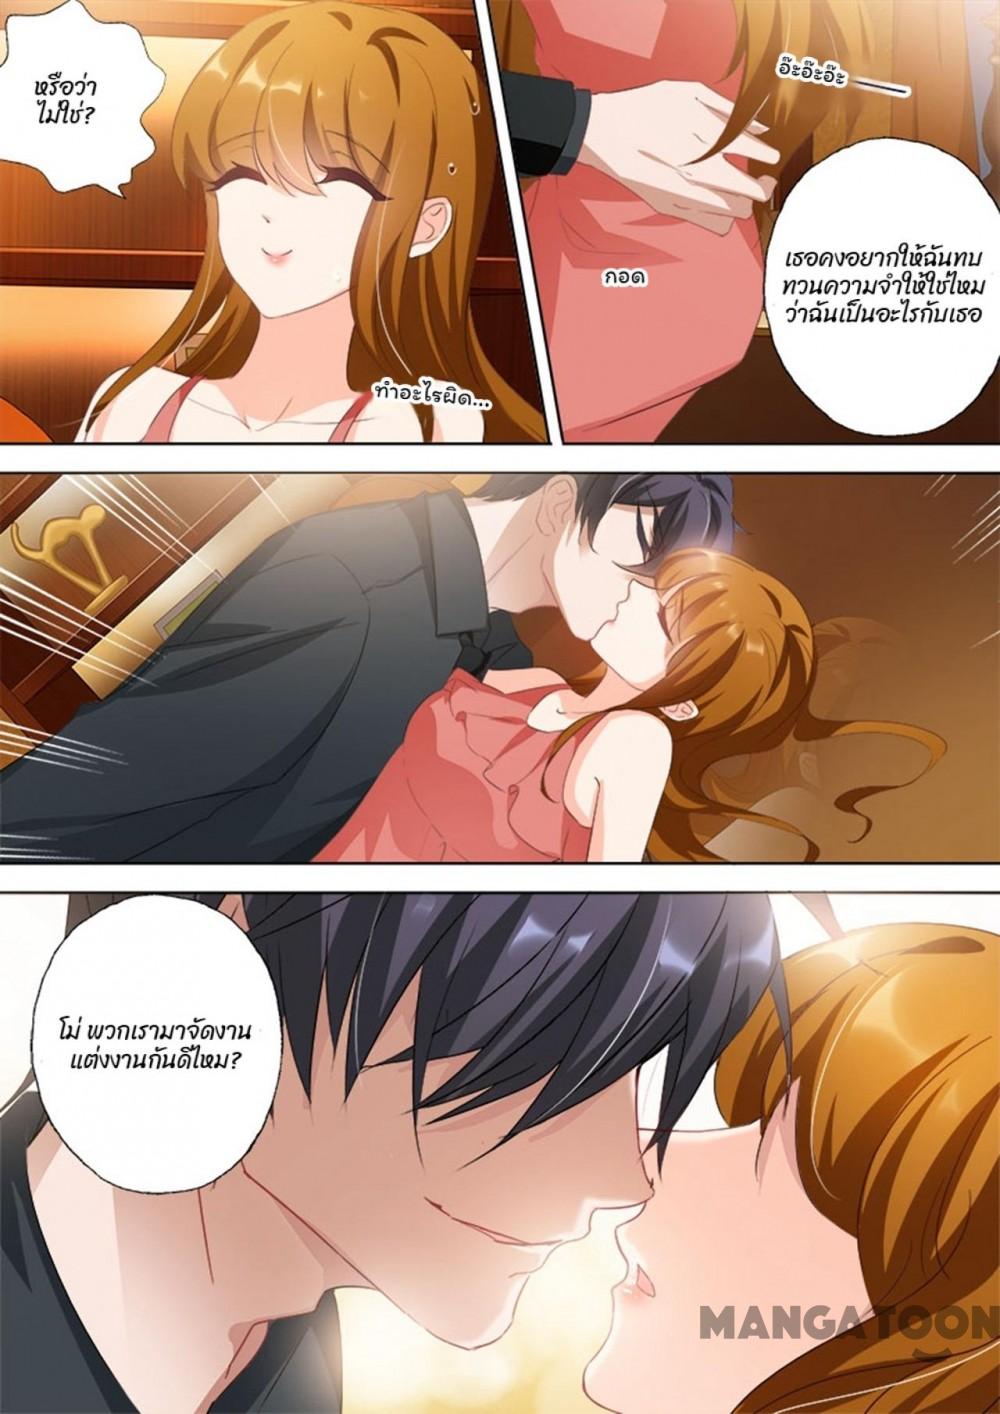 หรือว่า
ไม่ใช่?
ทำอะไรผิด...
อ๊ะอ๊ะอ๊ะ
เธอคงอยากให้ฉันทบ
ทวนความจำให้ใช่ไหม
ว่าฉันเป็นอะไรกับเธอ
กอด
โม่ พวกเรามาจัดงาน
แต่งงานกันดีไหม?
MANGATOON